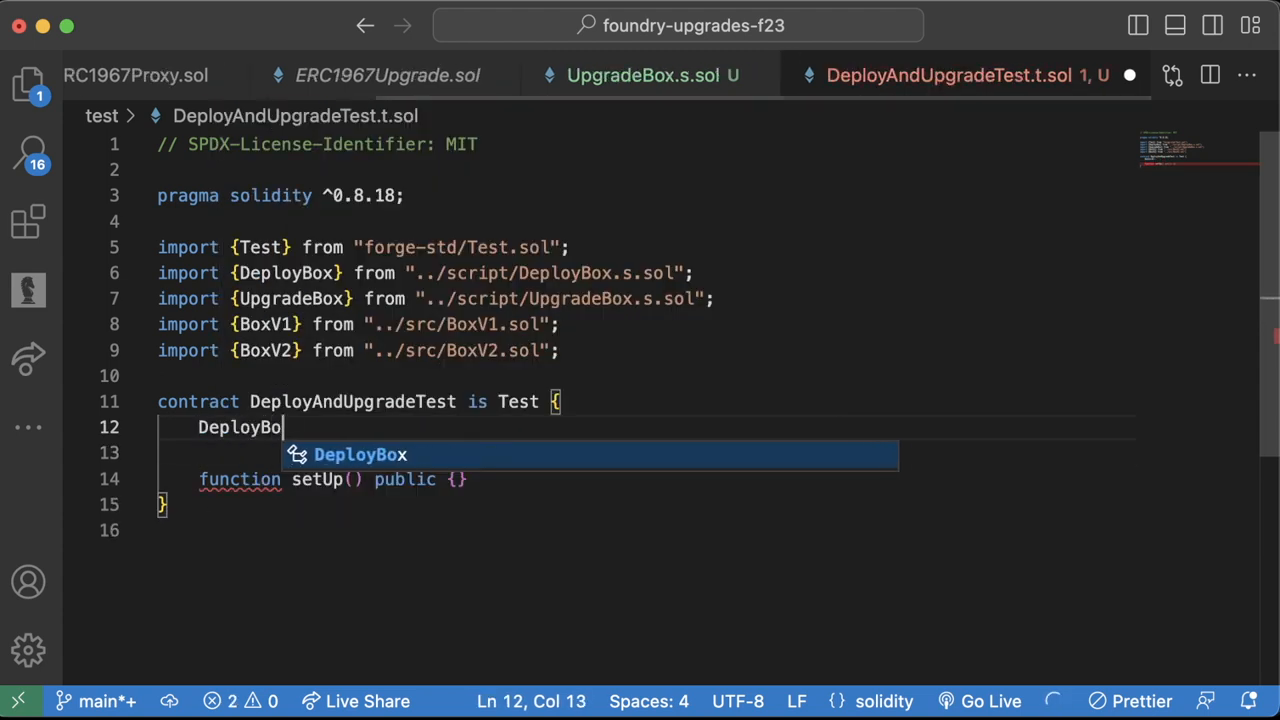 foundry-upgrades-f23
RC1967Proxy.sol
ERC1967Upgrade.sol
UpgradeBox.s.sol U
DeployAndUpgradeTest.t.sol 1, U
test > DeployAndUpgradeTest.t.sol
1 // SPDX-License-Identifier: MIT
2
3 pragma solidity ^0.8.18;
4
5 import {Test} from "forge-std/Test.sol";
6 import {DeployBox} from "../script/DeployBox.s.sol";
7 import {UpgradeBox} from "../script/UpgradeBox.s.sol";
8 import {BoxV1} from "../src/BoxV1.sol";
9 import {BoxV2} from "../src/BoxV2.sol";
10
11 contract DeployAndUpgradeTest is Test {
12 DeployBo
13 DeployBox
14 function setUp() public {}
15 }
16
1
16
main*+
2 0
Live Share
Ln 12, Col 13
Spaces: 4
UTF-8
LF
{} solidity
Go Live
Prettier